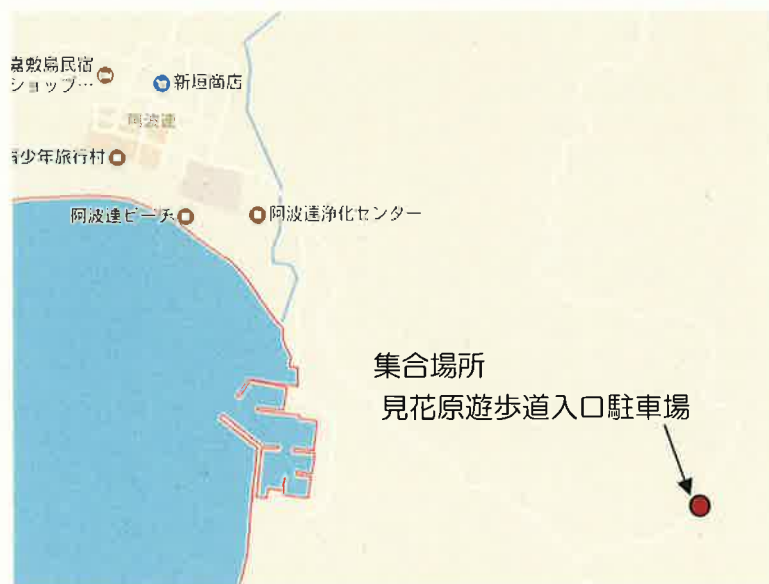 嘉敷島民宿
ショップ…
新垣商店
阿波連
青少年旅行村
阿波連ビーチ
阿波連浄化センター
集合場所
見花原遊歩道入口駐車場